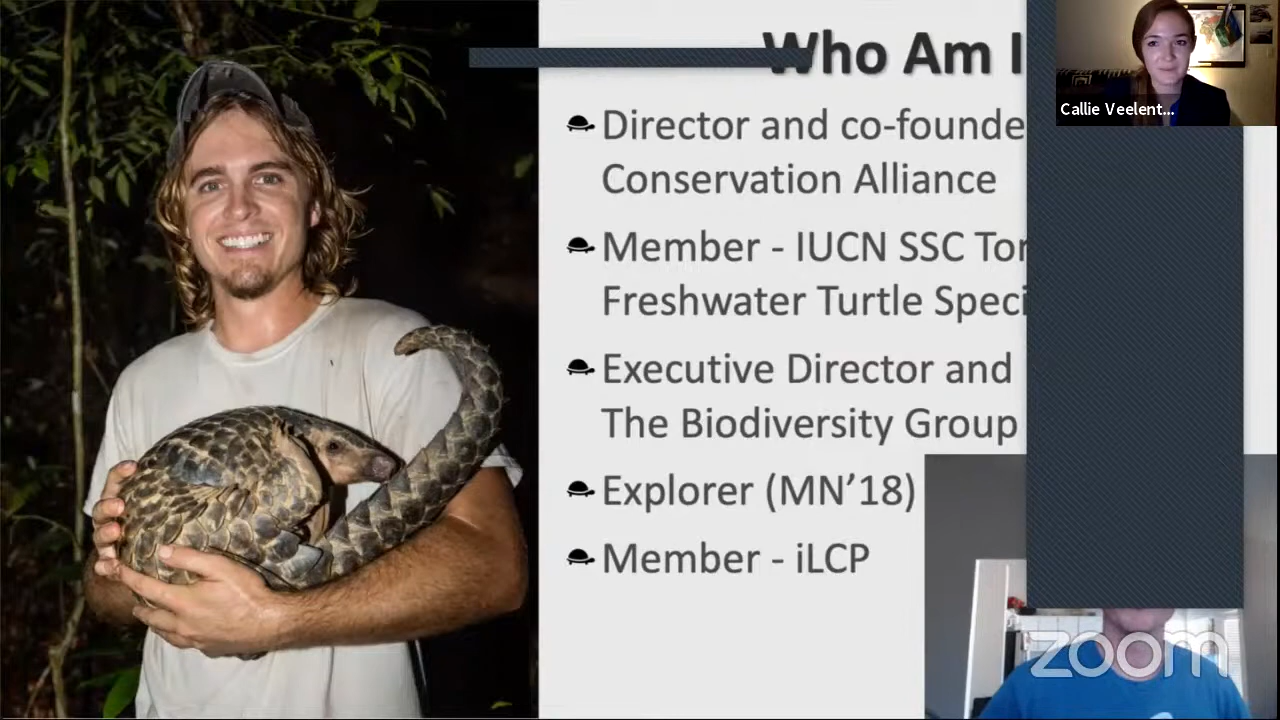 Who Am I
Director and co-founde
Conservation Alliance
Member - IUCN SSC Tor
Freshwater Turtle Speci
Executive Director and
The Biodiversity Group
Explorer (MN’18)
Member - iLCP
Callie Veelent...
zoom